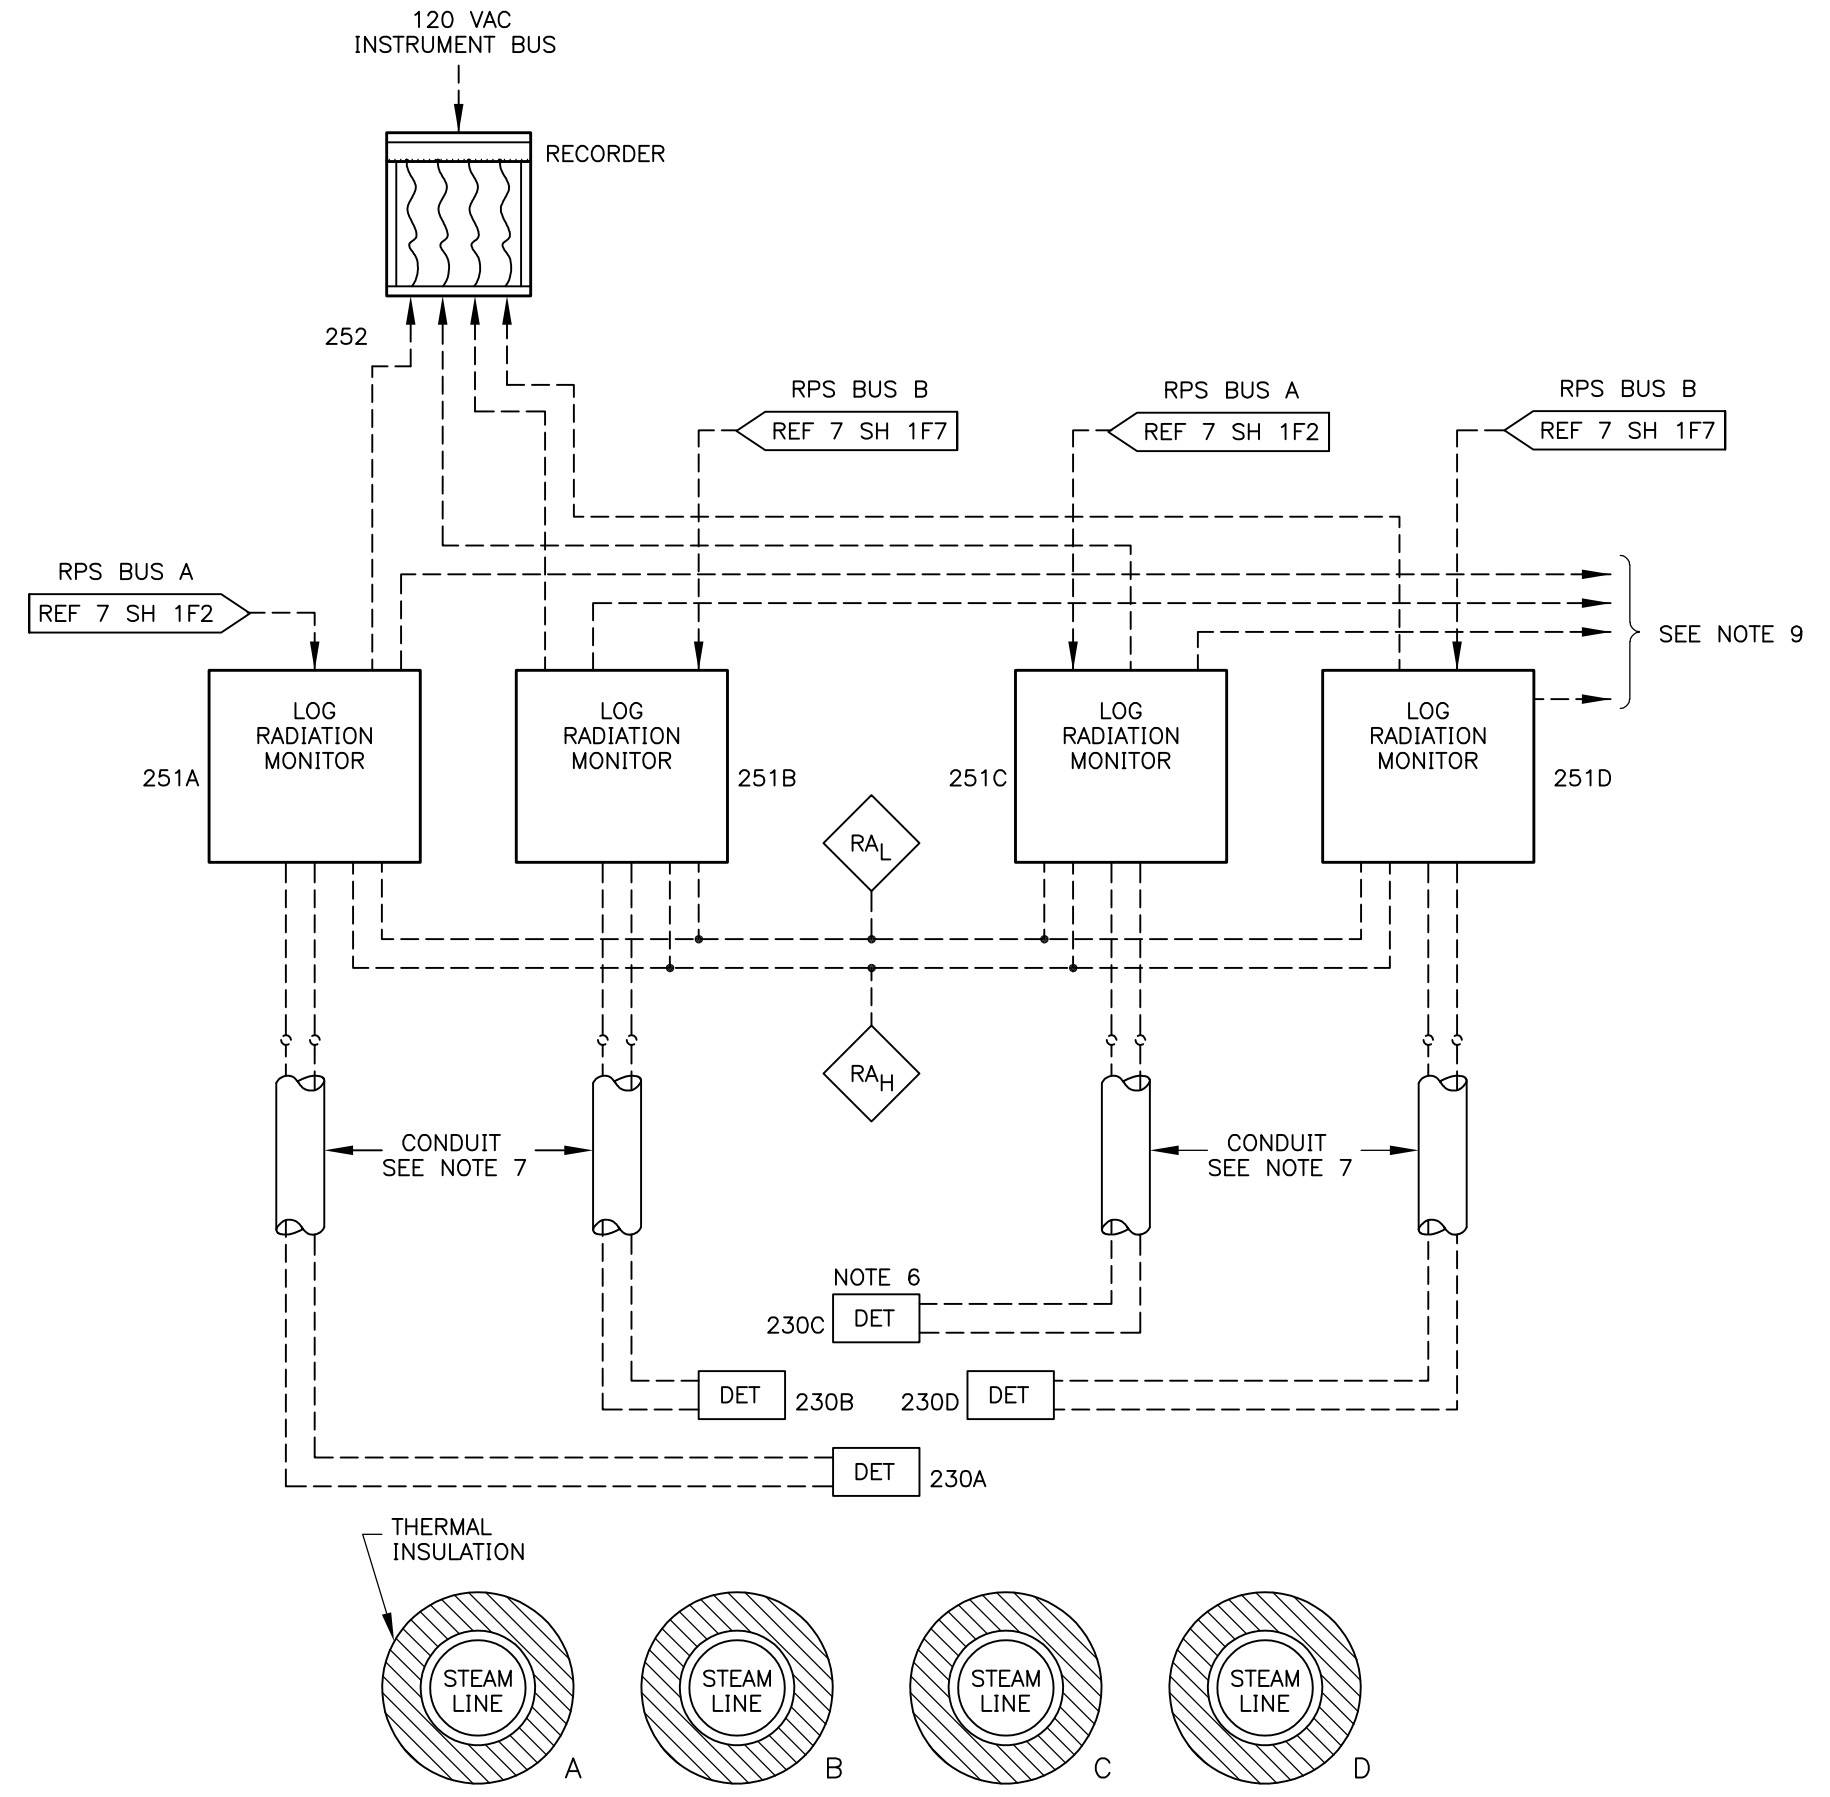 120 VAC
INSTRUMENT BUS
RECORDER
252
RPS BUS B
REF 7 SH 1F7
RPS BUS A
REF 7 SH 1F2
RPS BUS B
REF 7 SH 1F7
RPS BUS A
REF 7 SH 1F2
SEE NOTE 9
LOG
RADIATION
MONITOR
251A
LOG
RADIATION
MONITOR
251B
LOG
RADIATION
MONITOR
251C
LOG
RADIATION
MONITOR
251D
RAL
RAH
CONDUIT
SEE NOTE 7
CONDUIT
SEE NOTE 7
NOTE 6
230C
DET
DET
230B
230D
DET
DET
230A
THERMAL
INSULATION
STEAM
LINE
A
STEAM
LINE
B
STEAM
LINE
C
STEAM
LINE
D